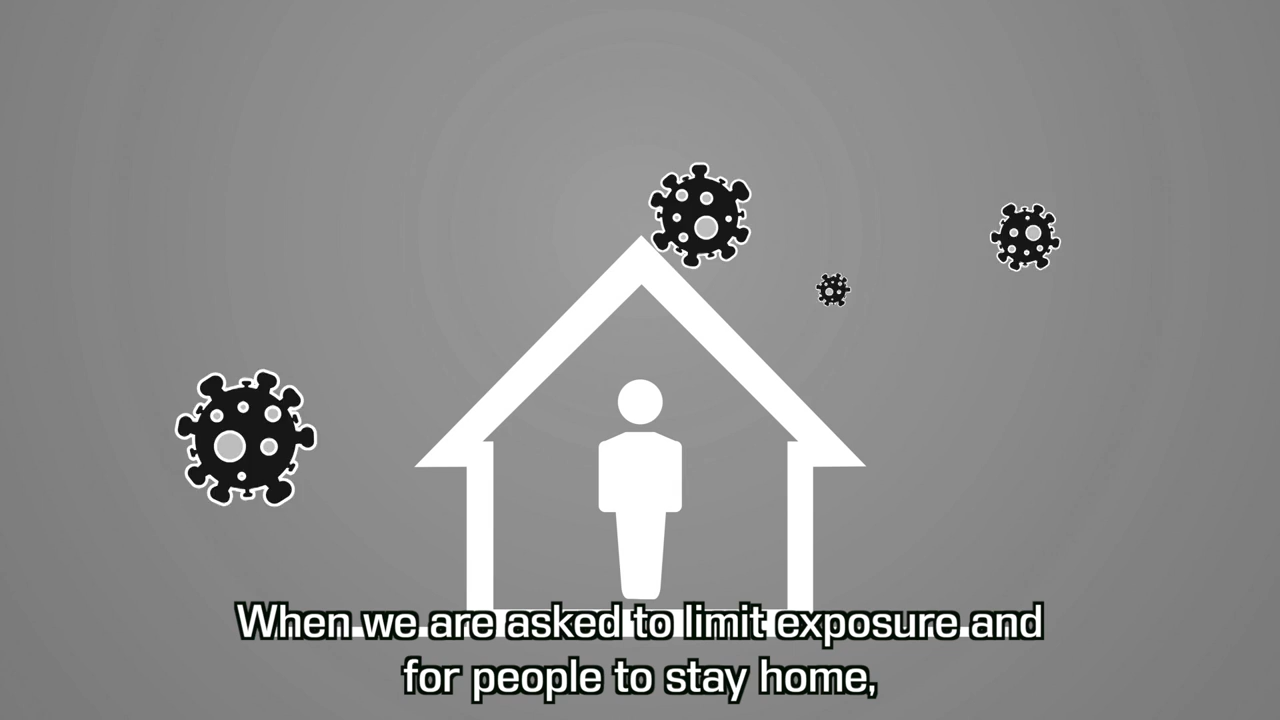 When we are asked to limit exposure and
for people to stay home,